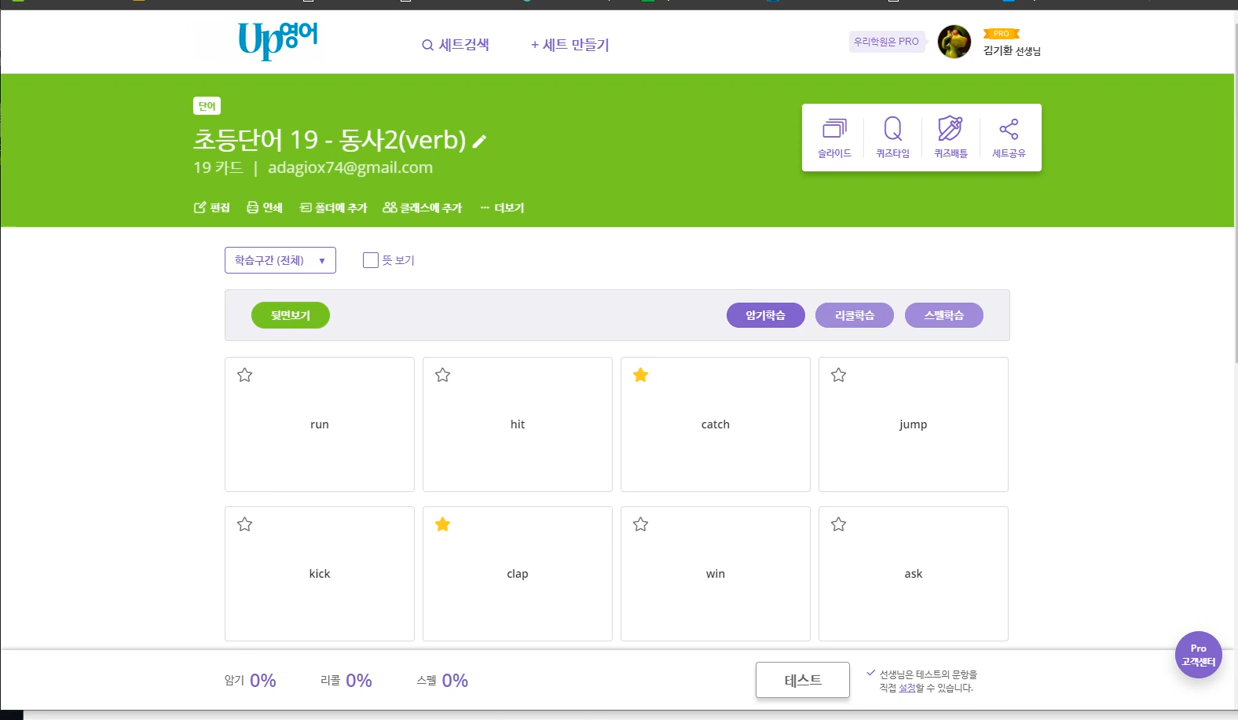 Up영어
세트검색
+ 세트 만들기
우리학원은 PRO
PRO
김기환 선생님
단어
초등단어 19 - 동사2(verb)
19 카드 | adagiox74@gmail.com
편집 인쇄 폴더에 추가 클래스에 추가 ··· 더보기
슬라이드 퀴즈타임 퀴즈배틀 세트공유
학습구간 (전체) ▼ 뜻 보기
뒷면보기 암기학습 리콜학습 스펠학습
run hit catch jump
kick clap win ask
암기 0% 리콜 0% 스펠 0%
테스트
선생님은 테스트의 문항을
직접 설정할 수 있습니다.
Pro
고객센터